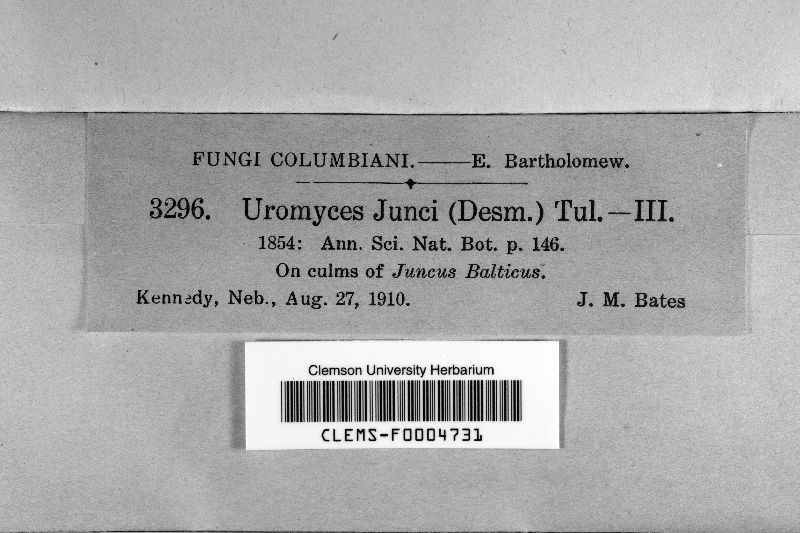 FUNGI COLUMBIANI.——E. Bartholomew.
3296. Uromyces Junci (Desm.) Tul.—III.
1854: Ann. Sci. Nat. Bot. p. 146.
On culms of Juncus Balticus.
Kennedy, Neb., Aug. 27, 1910. J. M. Bates
Clemson University Herbarium
CLEMS-F0004731